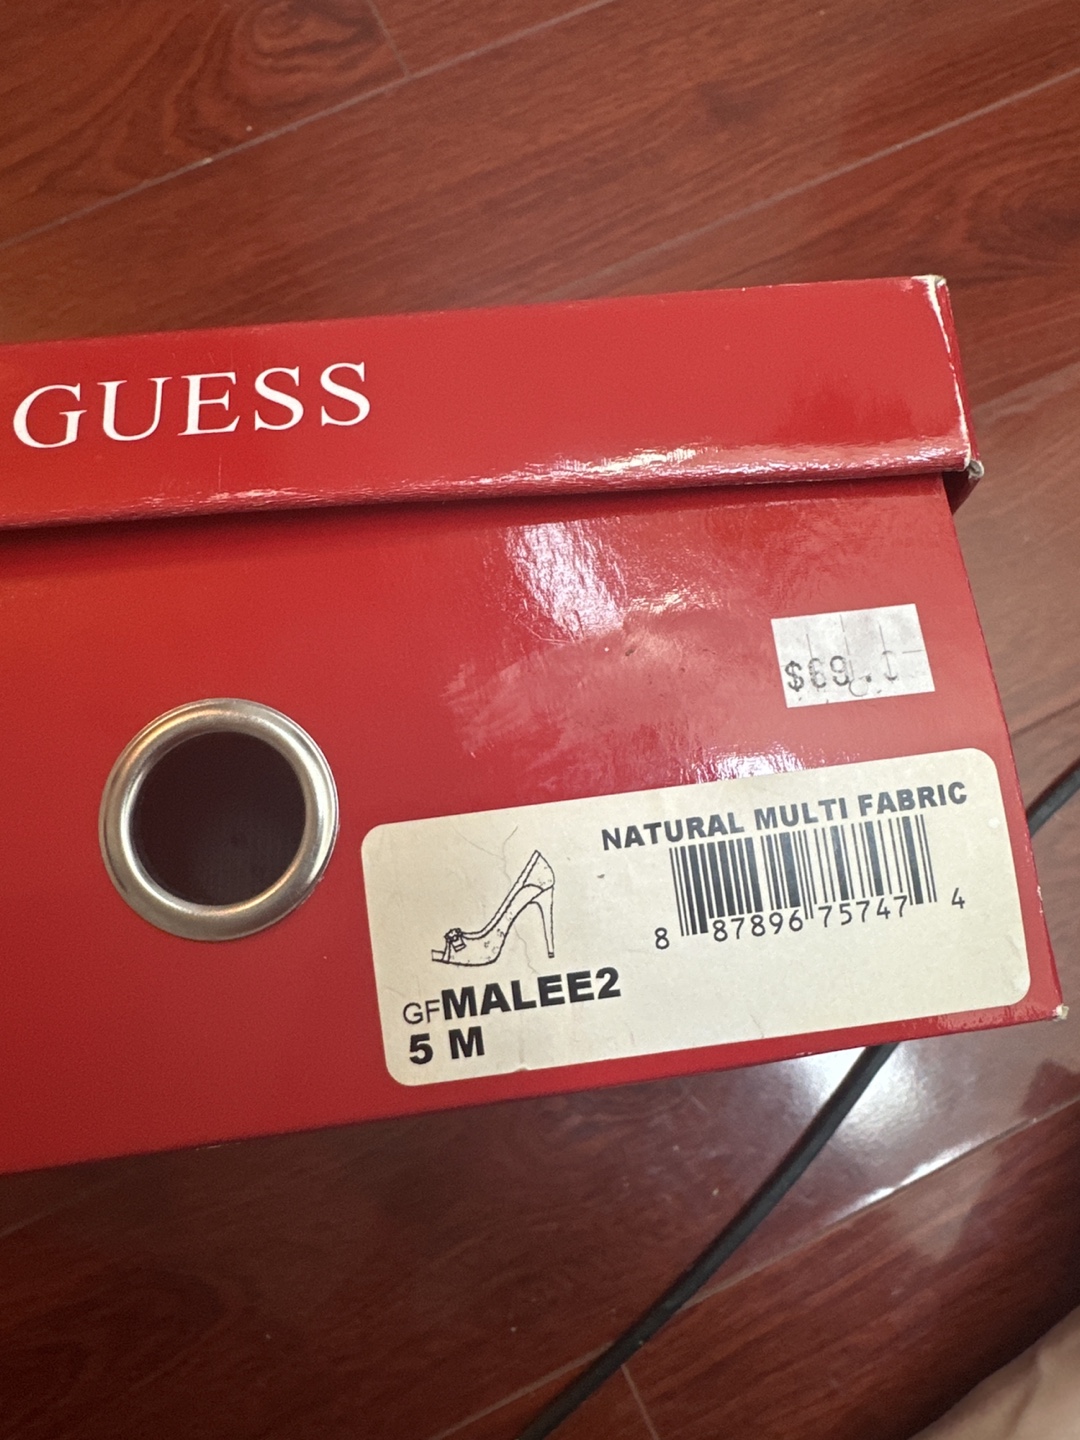 GUESS
$69.
NATURAL MULTI FABRIC
8 87896 75747 4
GFMALEE2
5 M